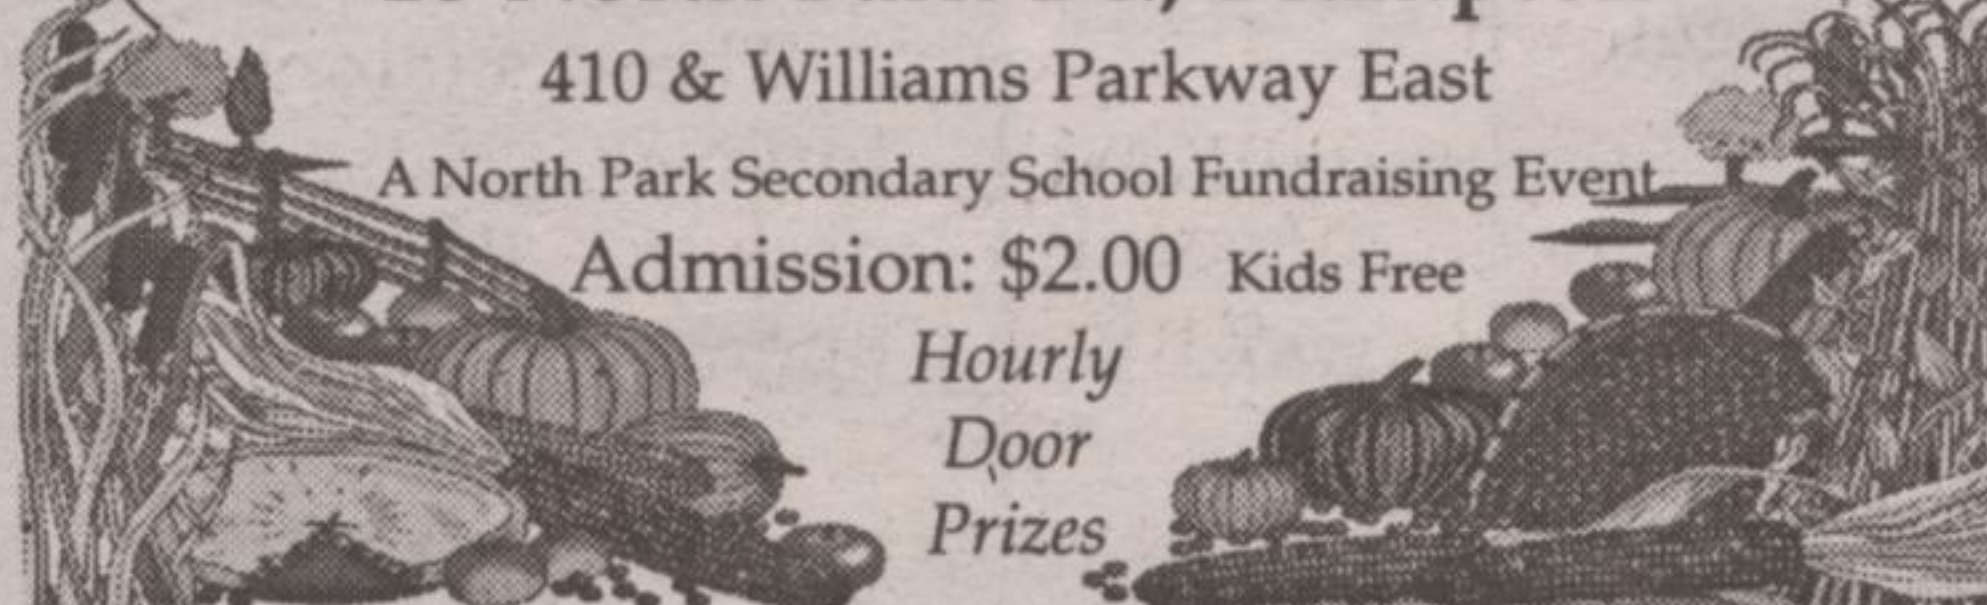 410 & Williams Parkway East
A North Park Secondary School Fundraising Event
Admission: $2.00 Kids Free
Hourly
Door
Prizes